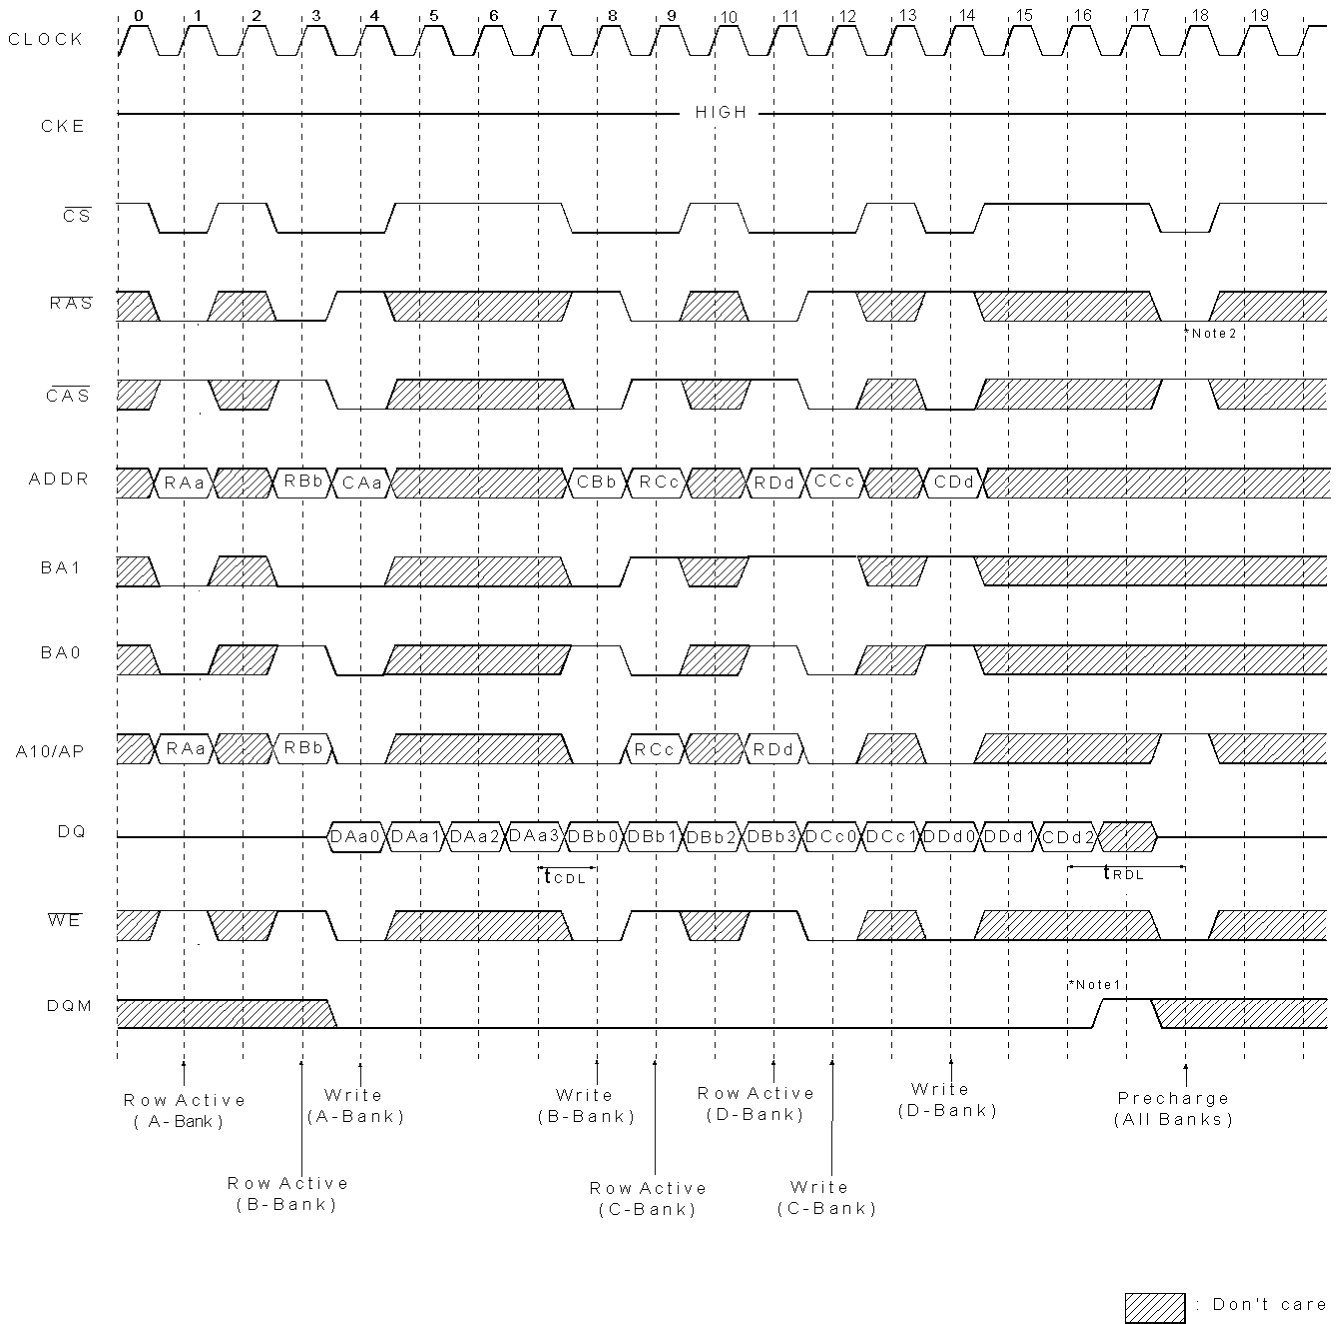 0 1 2 3 4 5 6 7 8 9 10 11 12 13 14 15 16 17 18 19
CLOCK
CKE HIGH
CS
RAS
*Note2
CAS
ADDR RAa RBb CAa CBb RCc RDd CCc CDd
BA1
BA0
A10/AP RAa RBb RCc RDd
DQ DAa0 DAa1 DAa2 DAa3 DBb0 DBb1 DBb2 DBb3 DCc0 DCc1 DDd0 DDd1 CDd2
tCDL tRDL
WE
*Note1
DQM
Row Active
(A-Bank)
Row Active
(B-Bank)
Write
(A-Bank)
Write
(B-Bank)
Row Active
(C-Bank)
Row Active
(D-Bank)
Write
(C-Bank)
Write
(D-Bank)
Precharge
(All Banks)
: Don't care